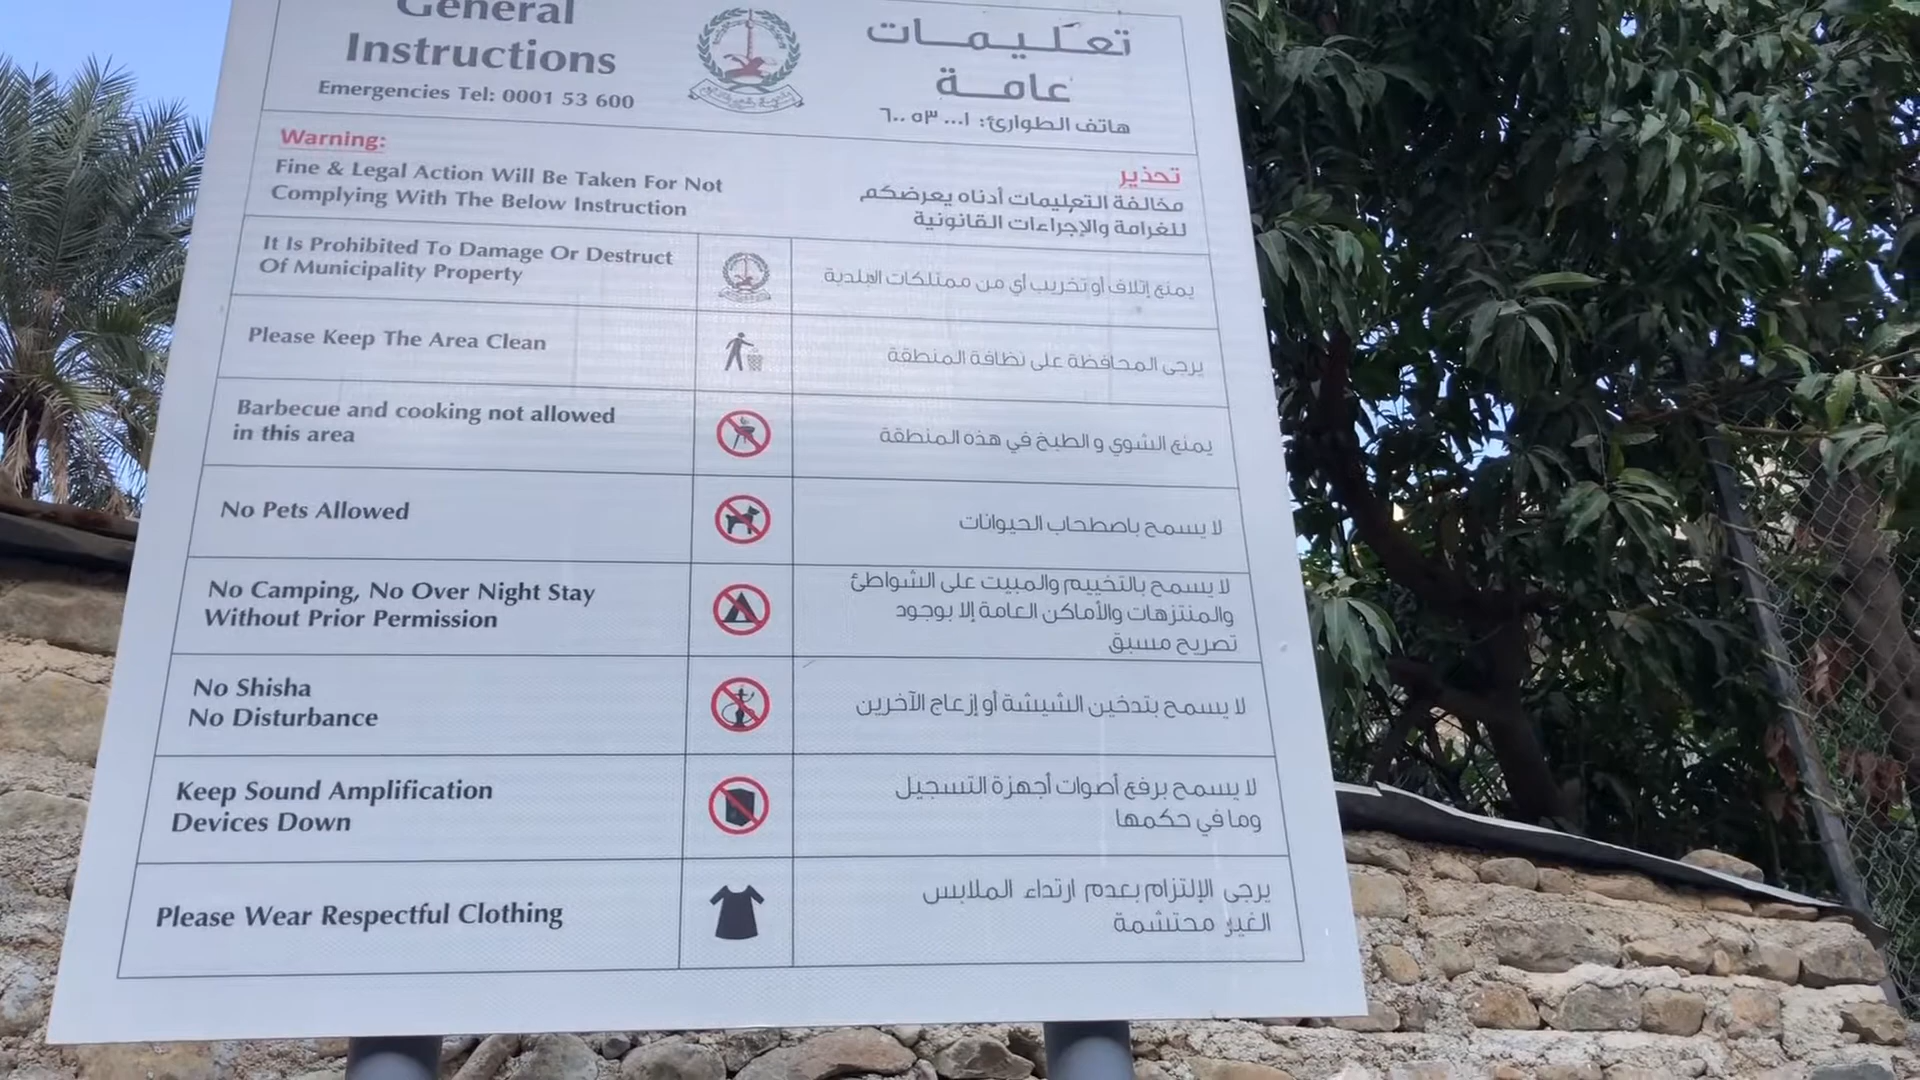 General
Instructions
Emergencies Tel: 0001 53 600
تعليمات
عامة
هاتف الطوارئ: ٦٠٠ ٥٣ ٠٠٠١
Warning:
Fine & Legal Action Will Be Taken For Not
Complying With The Below Instruction
تحذير
مخالفة التعليمات أدناه يعرضكم
للغرامة والإجراءات القانونية
It Is Prohibited To Damage Or Destruct
Of Municipality Property
يمنع إتلاف أو تخريب أي من ممتلكات البلدية
Please Keep The Area Clean
يرجى المحافظة على نظافة المنطقة
Barbecue and cooking not allowed
in this area
يمنع الشوي و الطبخ في هذه المنطقة
No Pets Allowed
لا يسمح باصطحاب الحيوانات
No Camping, No Over Night Stay
Without Prior Permission
لا يسمح بالتخييم والمبيت على الشواطئ
والمنتزهات والأماكن العامة إلا بوجود
تصريح مسبق
No Shisha
No Disturbance
لا يسمح بتدخين الشيشة أو إزعاج الآخرين
Keep Sound Amplification
Devices Down
لا يسمح برفع أصوات أجهزة التسجيل
وما في حكمها
Please Wear Respectful Clothing
يرجى الإلتزام بعدم ارتداء الملابس
الغير محتشمة